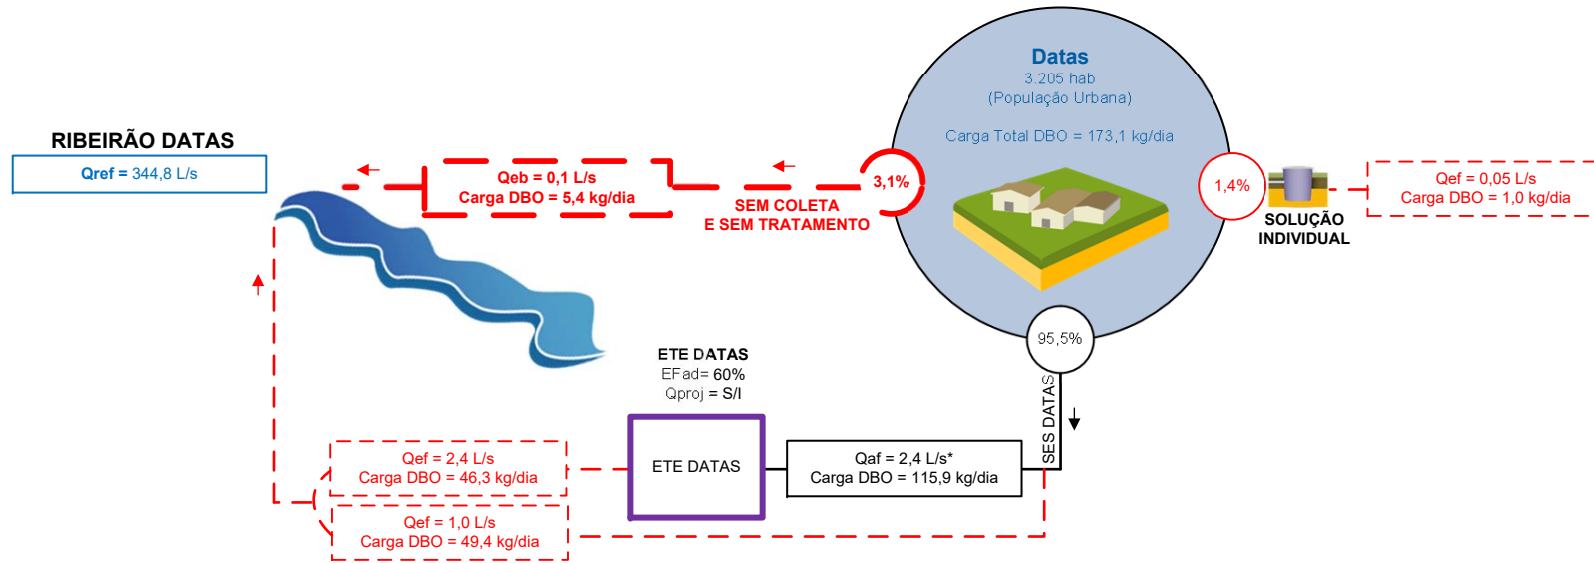 Datas
3.205 hab
(População Urbana)
Carga Total DBO = 173,1 kg/dia
RIBEIRÃO DATAS
Qref = 344,8 L/s
Qeb = 0,1 L/s
Carga DBO = 5,4 kg/dia
3,1%
SEM COLETA
E SEM TRATAMENTO
1,4%
SOLUÇÃO
INDIVIDUAL
Qef = 0,05 L/s
Carga DBO = 1,0 kg/dia
95,5%
SES DATAS
ETE DATAS
EFad= 60%
Qproj = S/I
ETE DATAS
Qaf = 2,4 L/s*
Carga DBO = 115,9 kg/dia
Qef = 2,4 L/s
Carga DBO = 46,3 kg/dia
Qef = 1,0 L/s
Carga DBO = 49,4 kg/dia